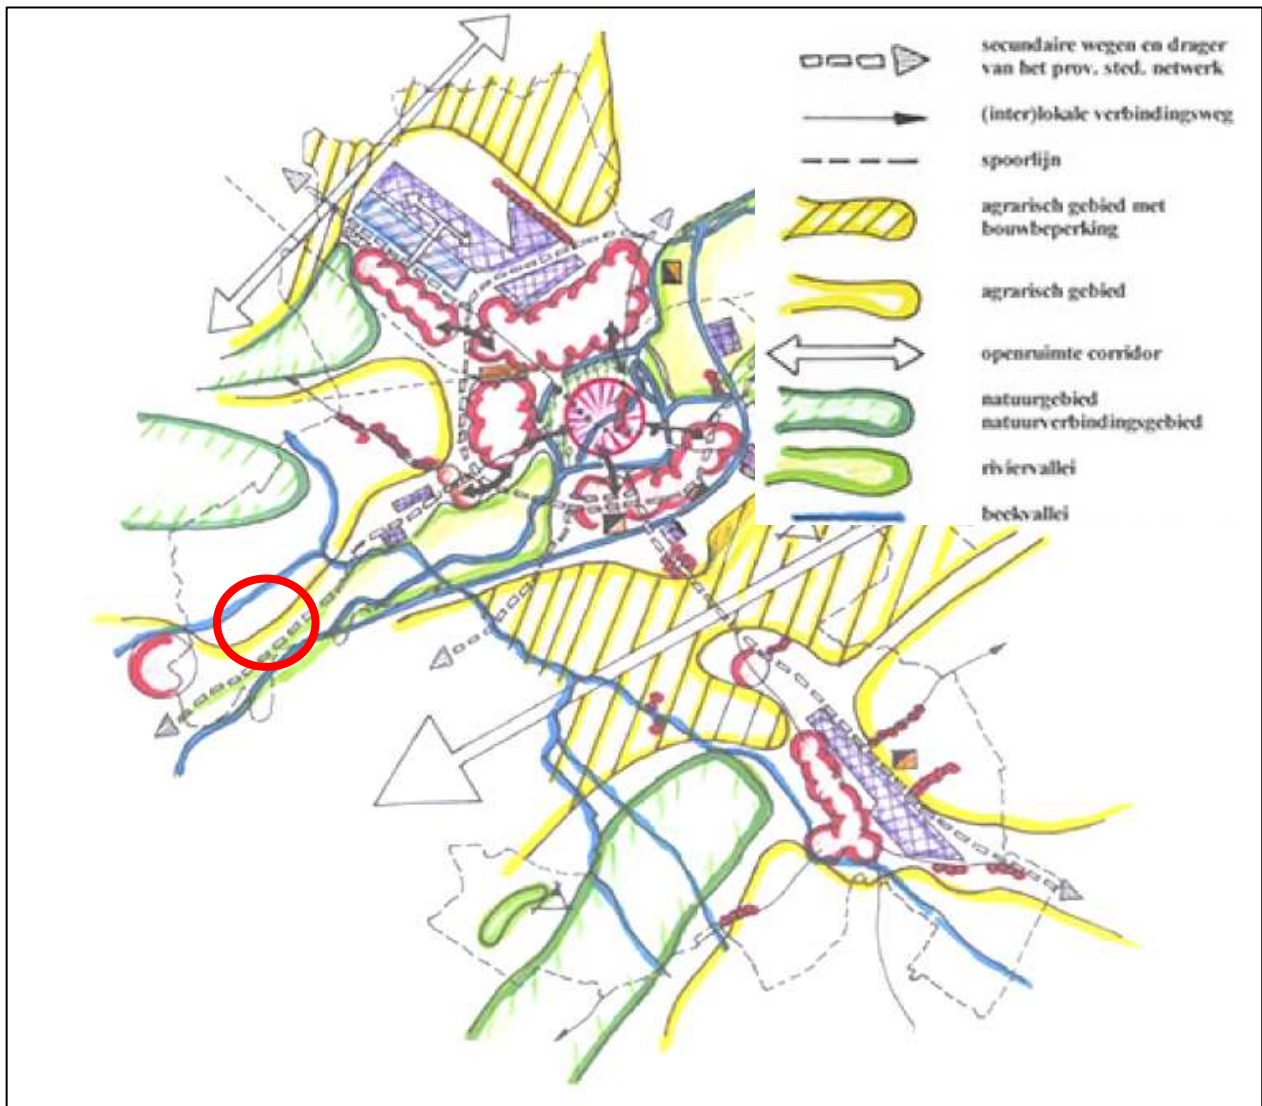 secundaire wegen en drager
van het prov. sted. netwerk
(inter)lokale verbindingsweg
spoorlijn
agrarisch gebied met
bouwbeperking
agrarisch gebied
openruimte corridor
natuurgebied
natuurverbindingsgebied
riviervallei
beekvallei